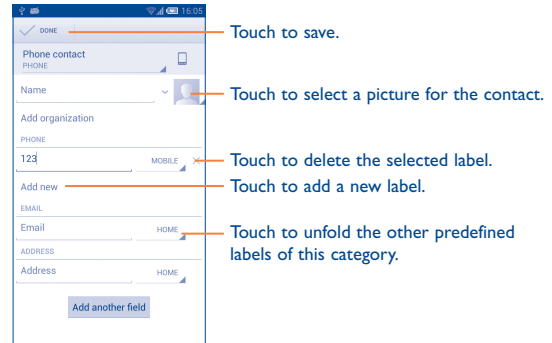 16:05
DONE
Touch to save.
Phone contact
PHONE
Name
Touch to select a picture for the contact.
Add organization
PHONE
123
MOBILE
Touch to delete the selected label.
Add new
Touch to add a new label.
EMAIL
Email
HOME
Touch to unfold the other predefined
labels of this category.
ADDRESS
Address
HOME
Add another field